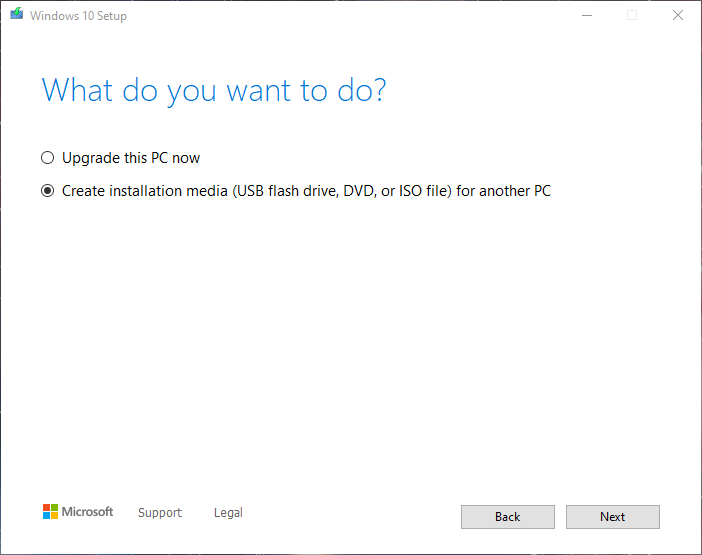 Windows 10 Setup
What do you want to do?
Upgrade this PC now
Create installation media (USB flash drive, DVD, or ISO file) for another PC
Microsoft Support Legal Back Next